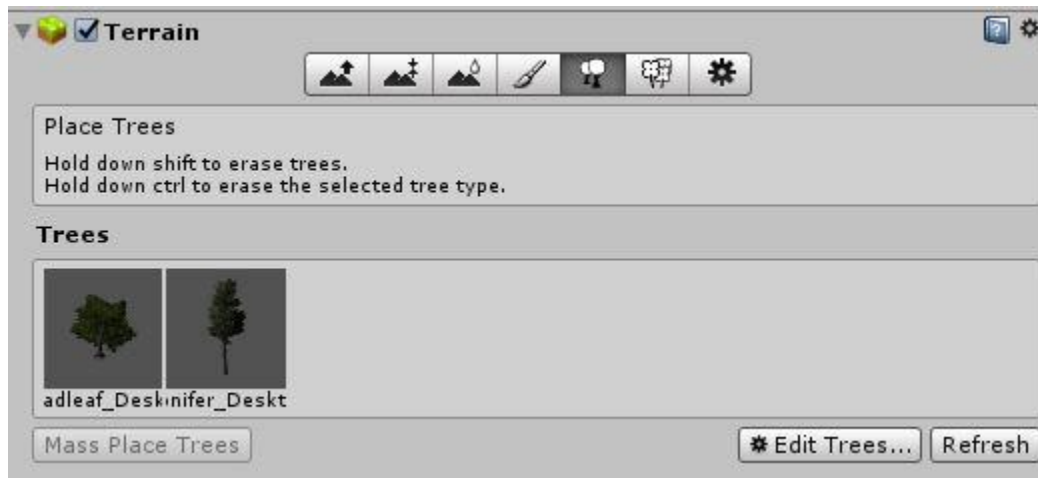 Terrain
Place Trees
Hold down shift to erase trees.
Hold down ctrl to erase the selected tree type.
Trees
adleaf_Desk nifer_Deskt
Mass Place Trees Edit Trees... Refresh